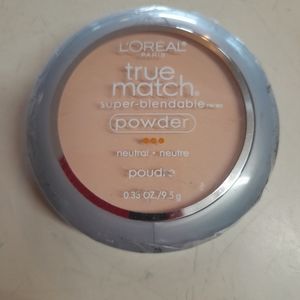 L'ORÉAL
PARIS
true
match
super-blendable
powder
neutral • neutre
poudre
0.33 OZ./9.5 g